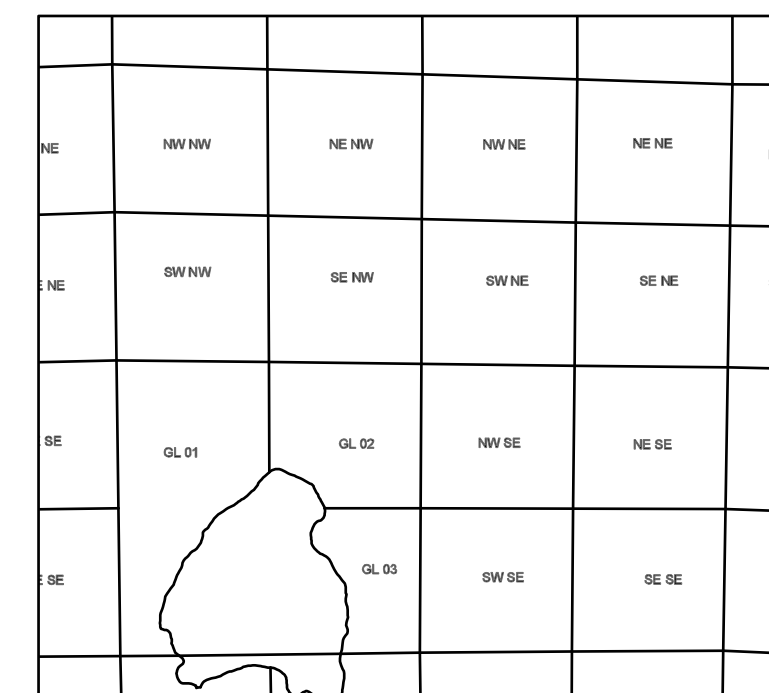 NE NW NW NE NW NW NE NE NE
NE SW NW SE NW SW NE SE NE
SE GL 01 GL 02 NW SE NE SE
SE GL 03 SW SE SE SE